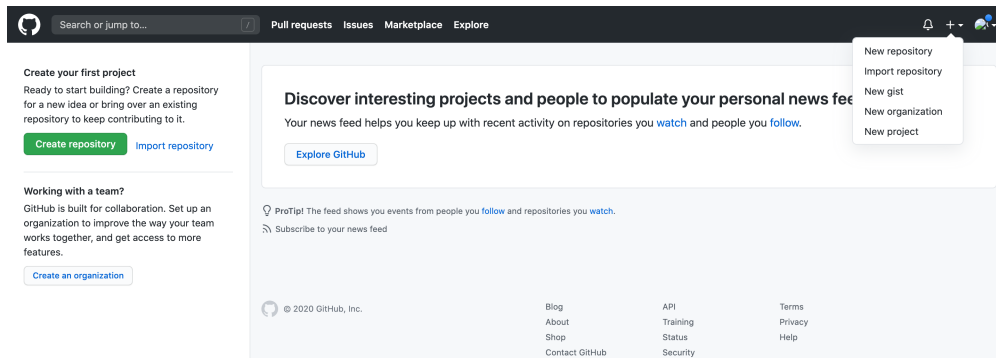 Search or jump to...
/
Pull requests
Issues
Marketplace
Explore
New repository
Import repository
New gist
New organization
New project
Create your first project
Ready to start building? Create a repository
for a new idea or bring over an existing
repository to keep contributing to it.
Create repository
Import repository
Working with a team?
GitHub is built for collaboration. Set up an
organization to improve the way your team
works together, and get access to more
features.
Create an organization
Discover interesting projects and people to populate your personal news fee
Your news feed helps you keep up with recent activity on repositories you watch and people you follow.
Explore GitHub
ProTip! The feed shows you events from people you follow and repositories you watch.
Subscribe to your news feed
© 2020 GitHub, Inc.
Blog
About
Shop
Contact GitHub
API
Training
Status
Security
Terms
Privacy
Help